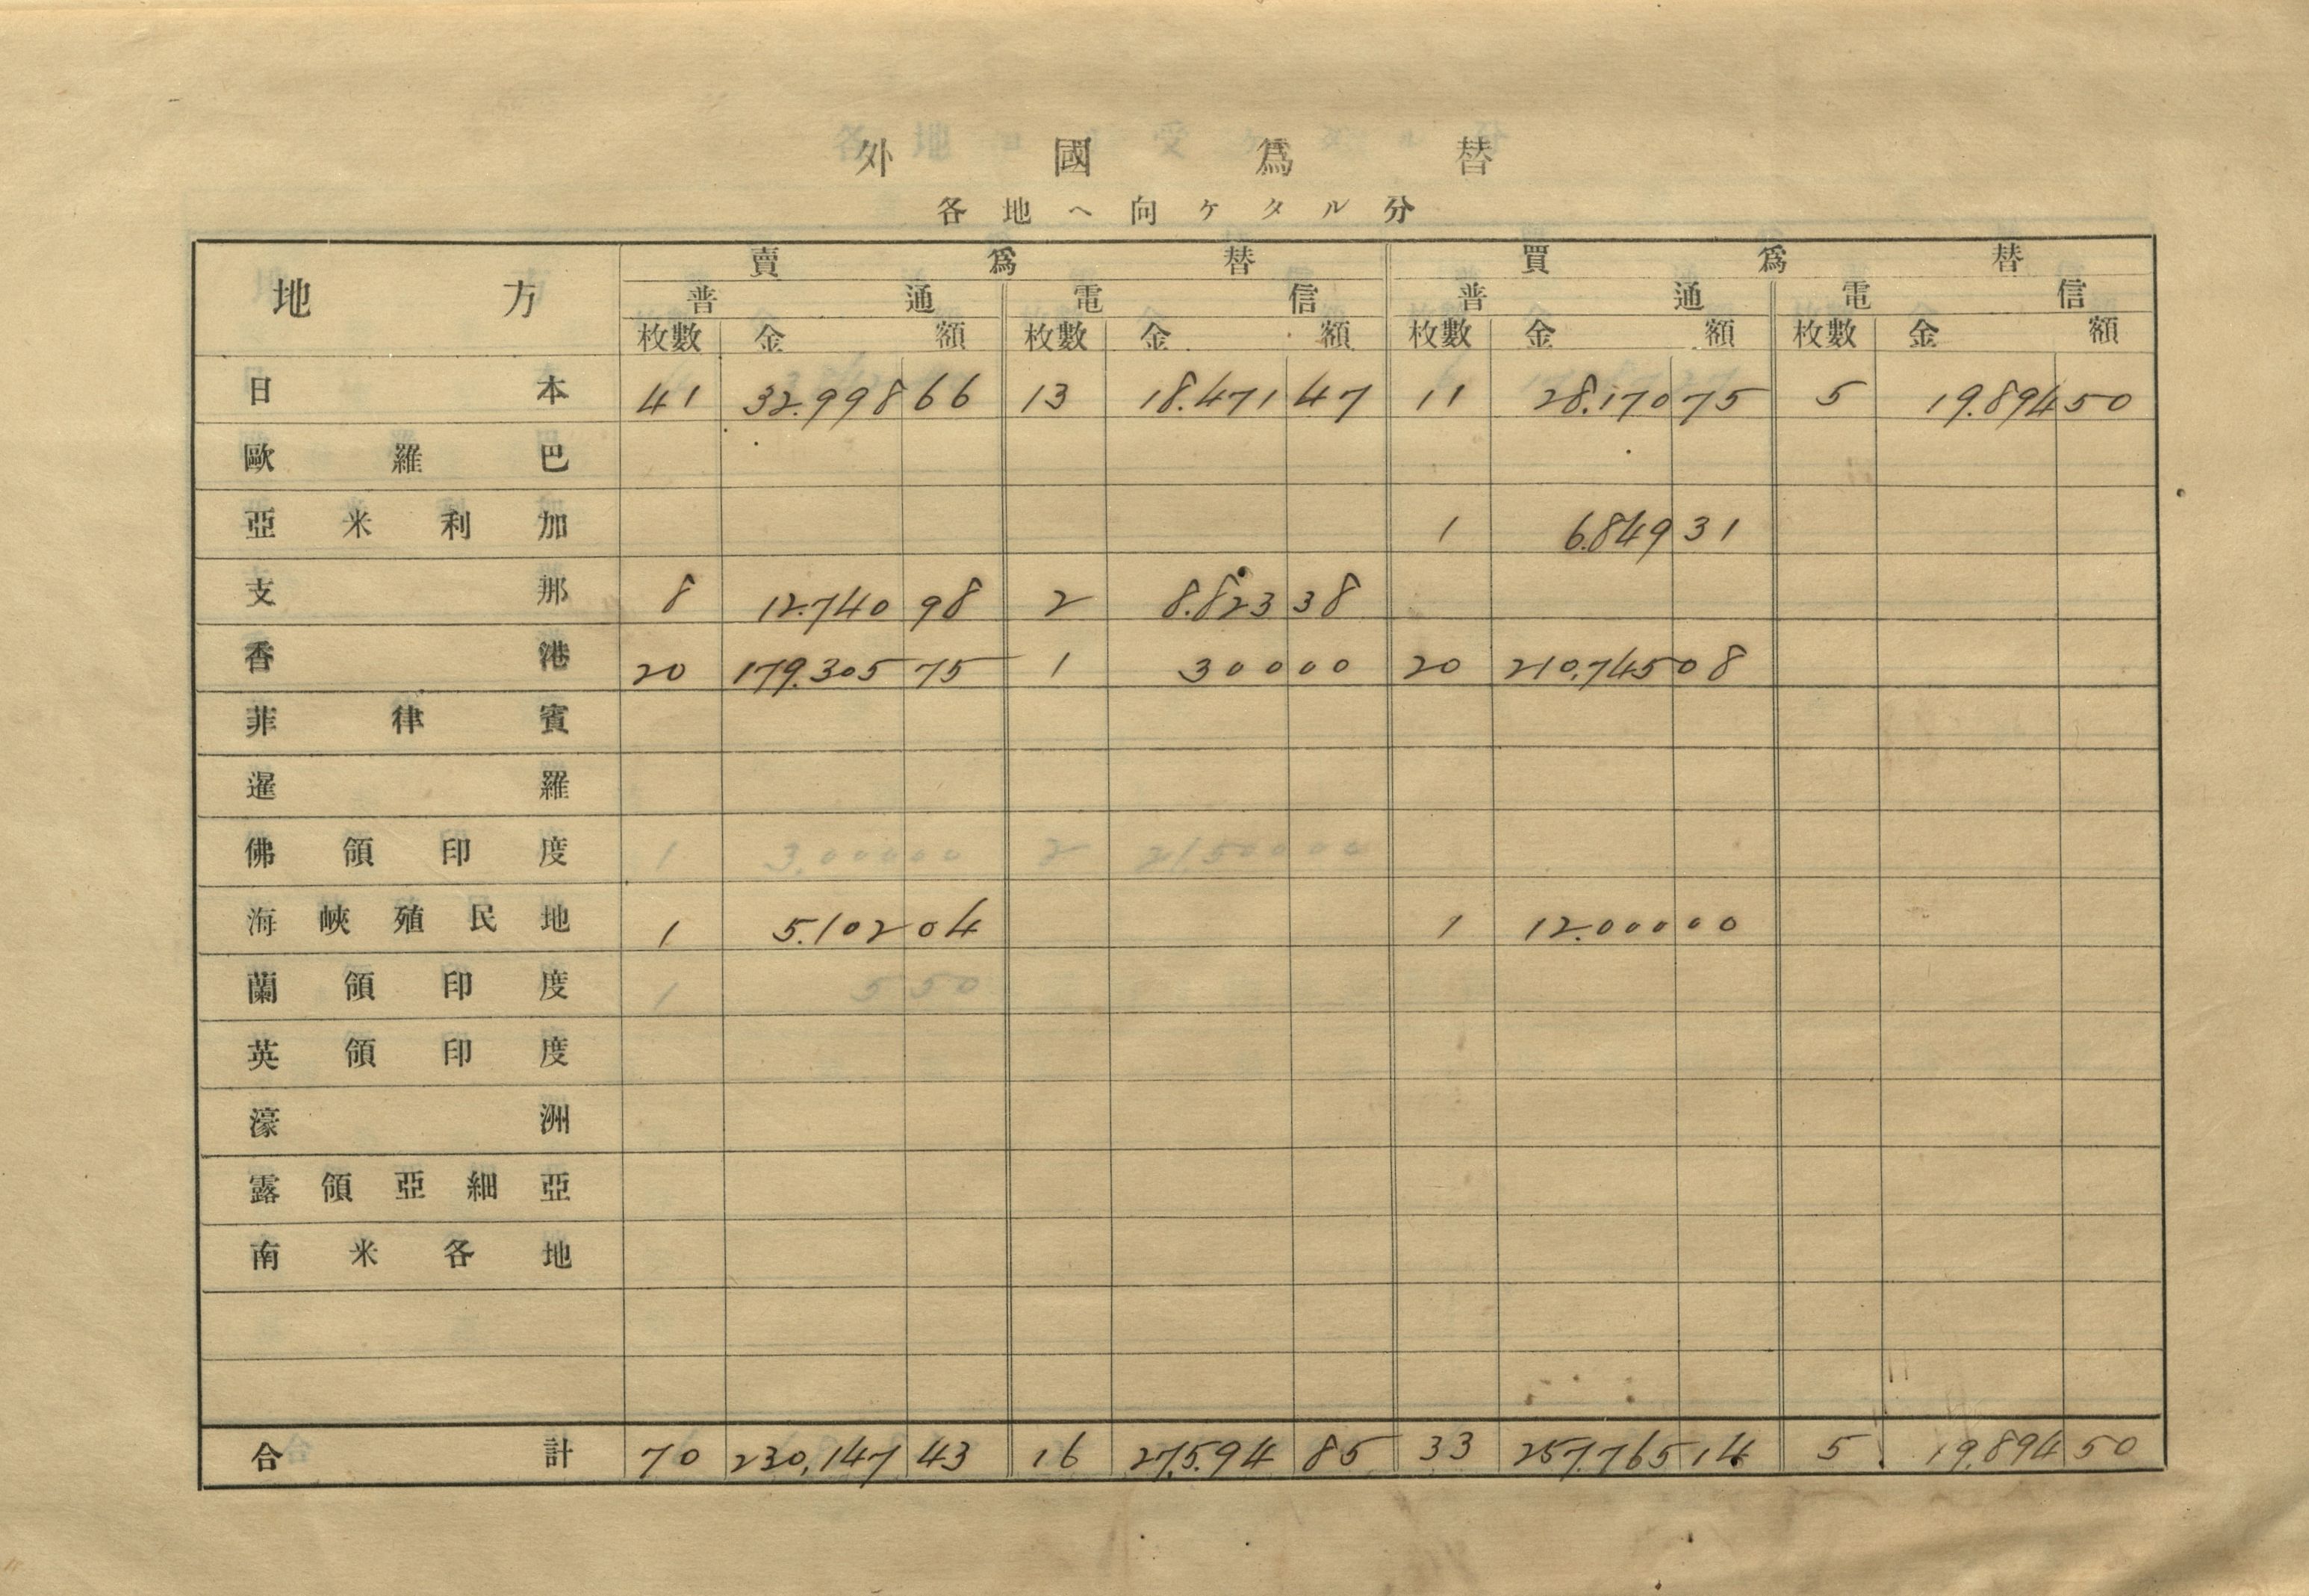 外國爲替
各地ヘ向ケタル分
地方 賣爲替 買爲替
普通 電信 普通 電信
枚數 金額 枚數 金額 枚數 金額 枚數 金額
日本 41 32.998 66 13 18.471 47 11 28.170 75 5 19.894 50
歐羅巴
亞米利加 1 6.849 31
支那 8 12.740 98 2 8.823 38
香港 20 179.305 75 1 300 00 20 210,745 08
菲律賓
暹羅
佛領印度
海峽殖民地 1 5.102 04 1 12.000 00
蘭領印度
英領印度
濠洲
露領亞細亞
南米各地
合計 70 230,147 43 16 27,594 85 33 257.765 14 5 19.894 50